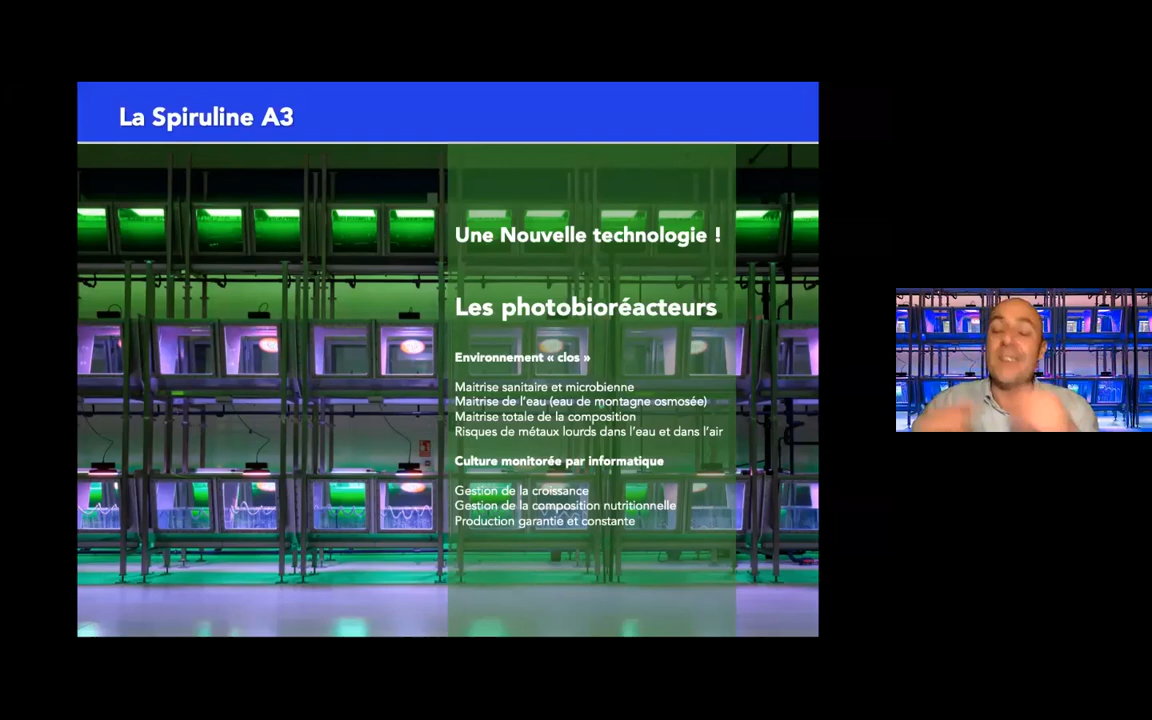 La Spiruline A3
Une Nouvelle technologie !
Les photobioréacteurs
Environnement « clos »
Maitrise sanitaire et microbienne
Maitrise de l'eau (eau de montagne osmosée)
Maitrise totale de la composition
Risques de métaux lourds dans l'eau et dans l'air
Culture monitorée par informatique
Gestion de la croissance
Gestion de la composition nutritionnelle
Production garantie et constante